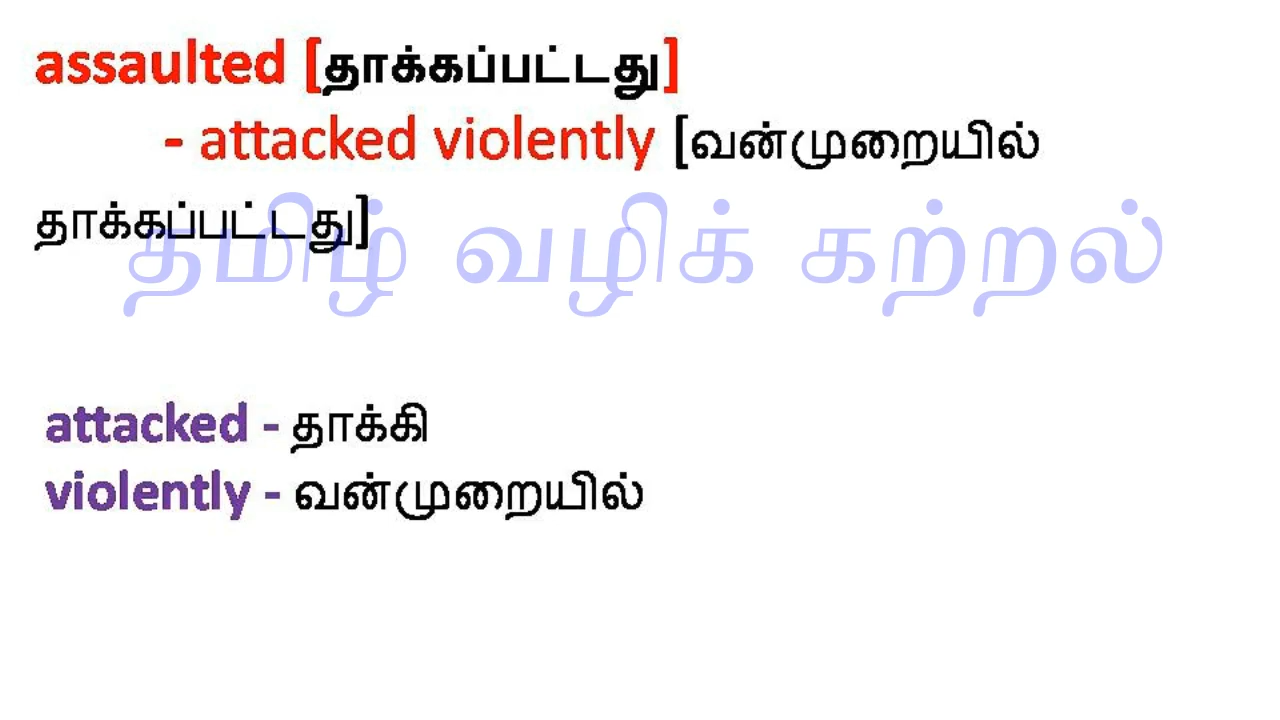 assaulted [தாக்கப்பட்டது]
- attacked violently [வன்முறையில்
தாக்கப்பட்டது]
தமிழ் வழிக் கற்றல்
attacked - தாக்கி
violently - வன்முறையில்